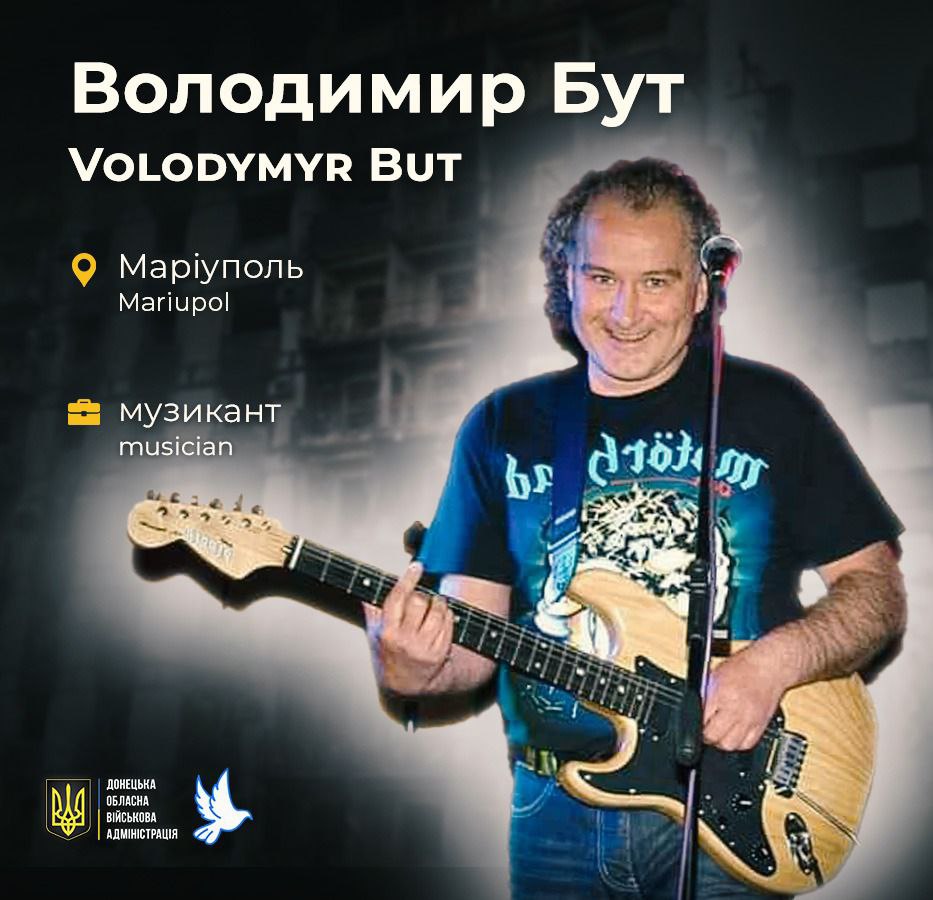 Володимир Бут
VOLODYMYR BUT
Маріуполь
Mariupol
музикант
musician
motörhead
ДОНЕЦЬКА
ОБЛАСНА
ВІЙСЬКОВА
АДМІНІСТРАЦІЯ